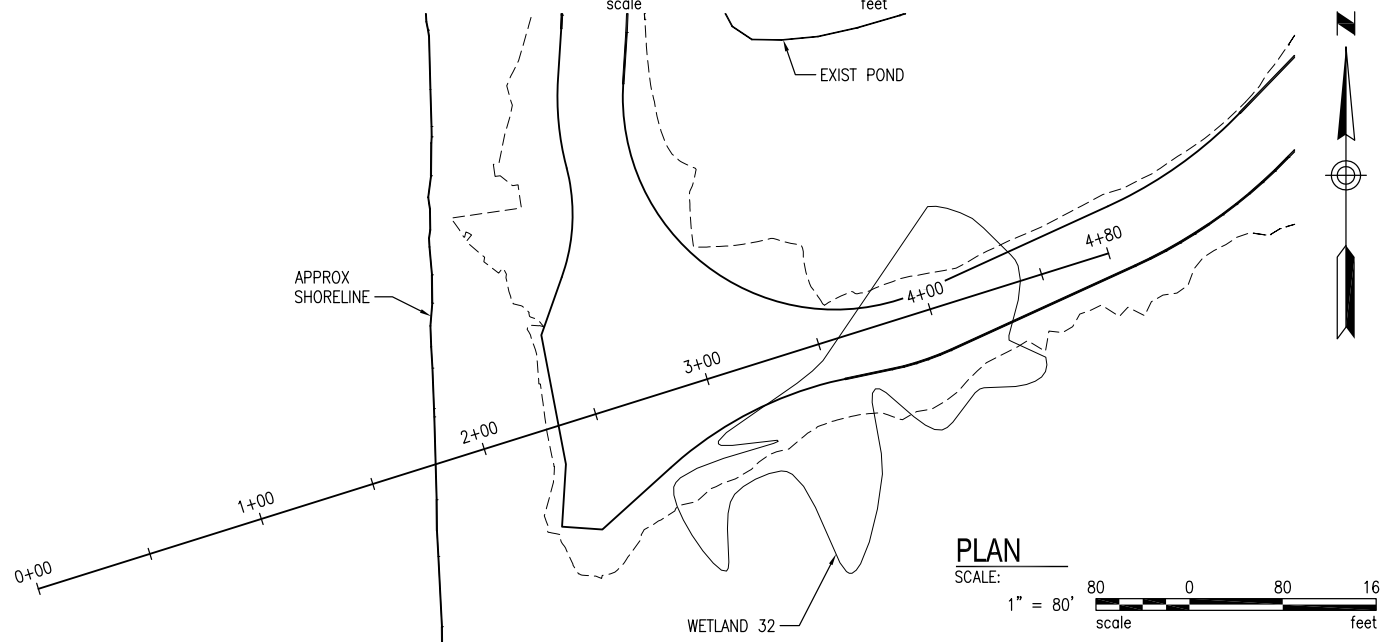 scale feet
N
EXIST POND
4+80
APPROX
SHORELINE
4+00
3+00
2+00
1+00
0+00
PLAN
SCALE:
1" = 80'
80 0 80 16
scale feet
WETLAND 32